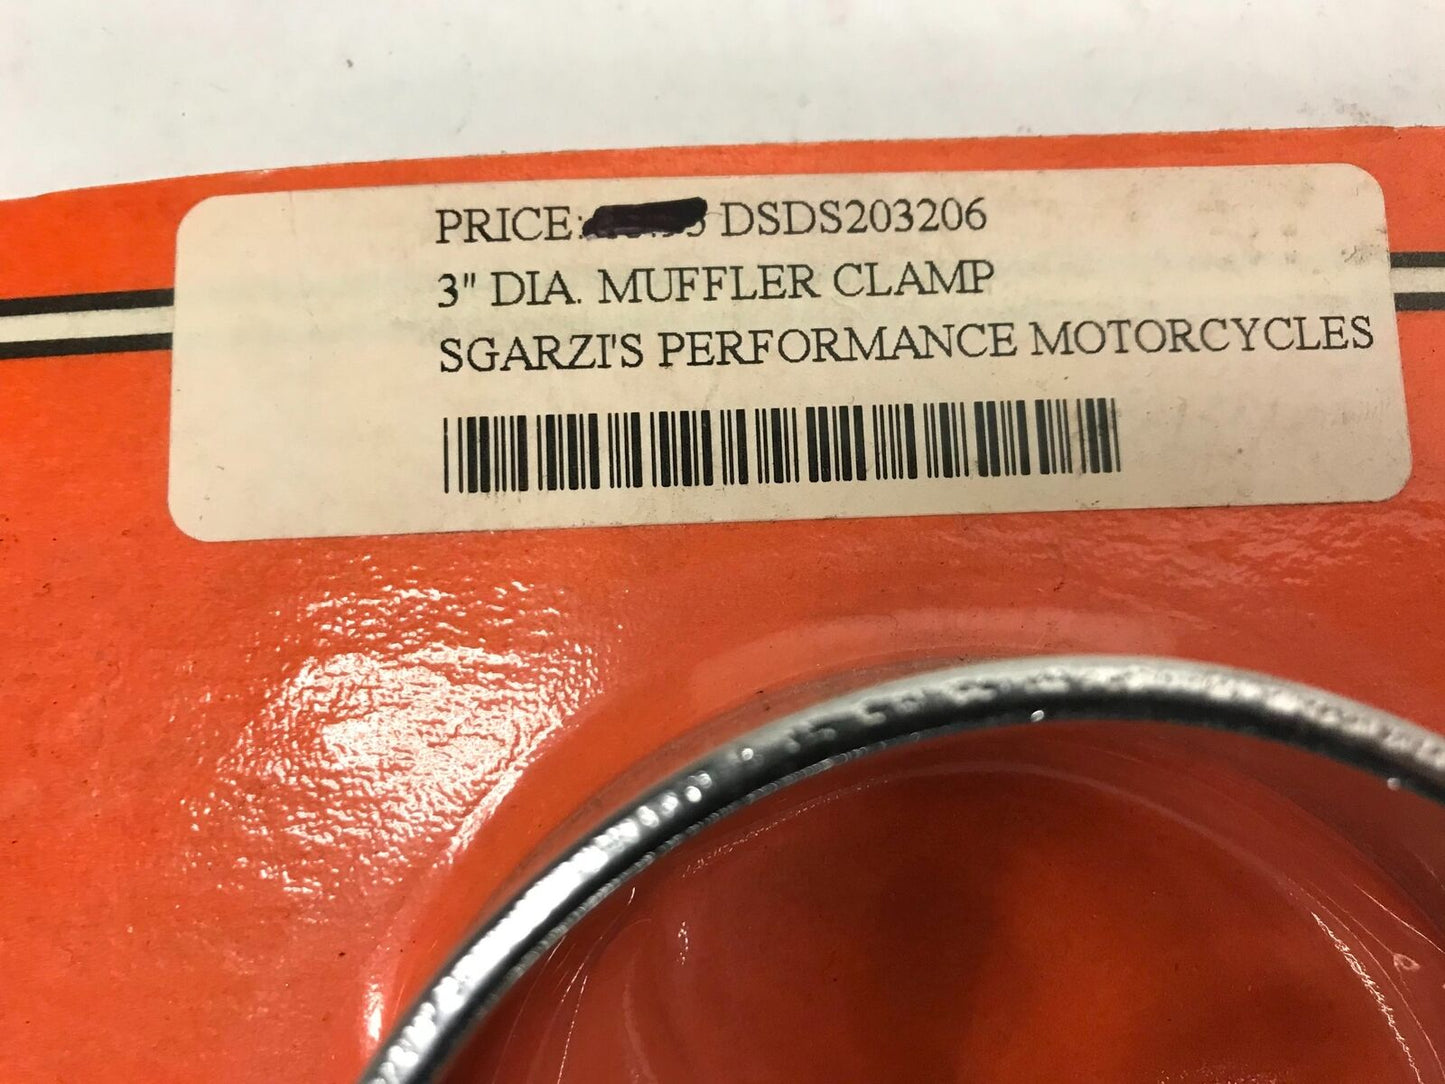 PRICE: DSDS203206
3" DIA. MUFFLER CLAMP
SGARZI'S PERFORMANCE MOTORCYCLES